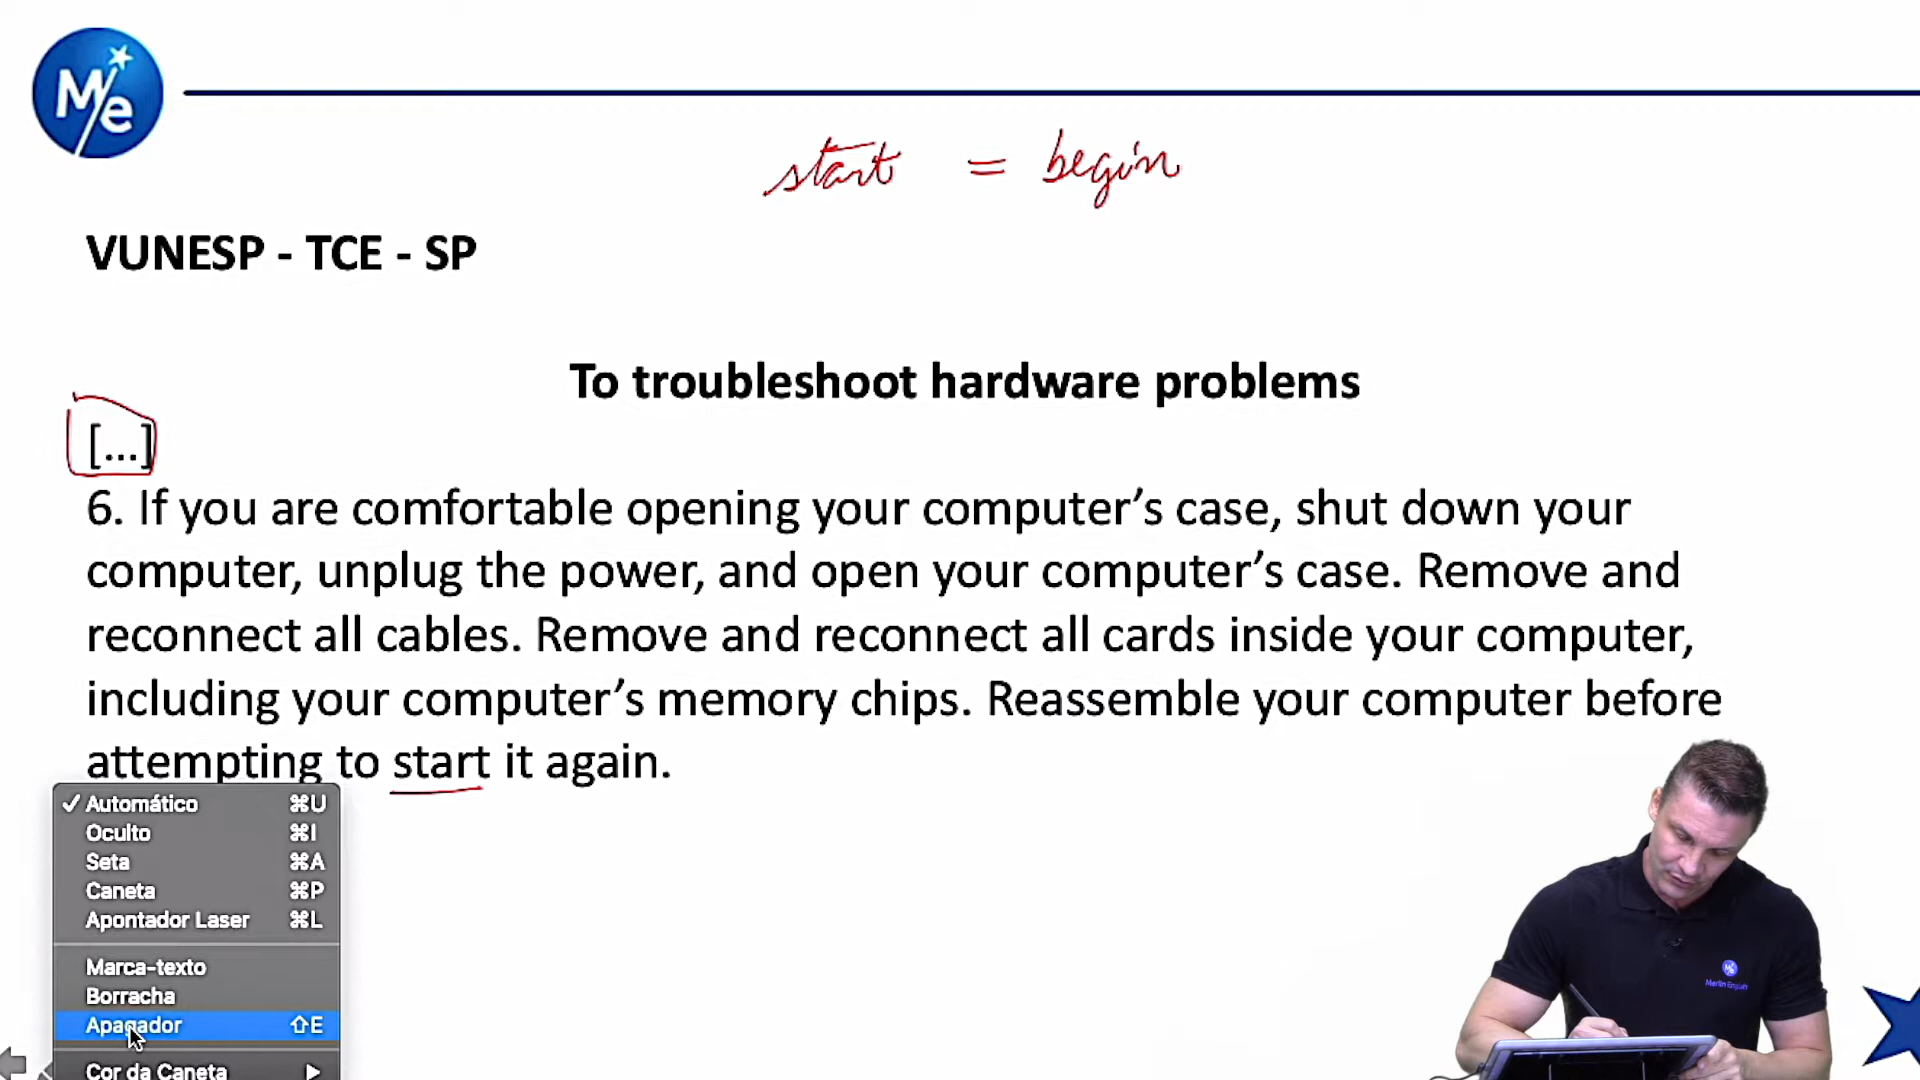 M/e
start = begin
VUNESP - TCE - SP
To troubleshoot hardware problems
[...]
6. If you are comfortable opening your computer’s case, shut down your
computer, unplug the power, and open your computer’s case. Remove and
reconnect all cables. Remove and reconnect all cards inside your computer,
including your computer’s memory chips. Reassemble your computer before
attempting to start it again.
✓ Automático ⌘U
Oculto ⌘I
Seta ⌘A
Caneta ⌘P
Apontador Laser ⌘L
Marca-texto
Borracha
Apagador ⇧E
Cor da Caneta
M/e
Merlin English